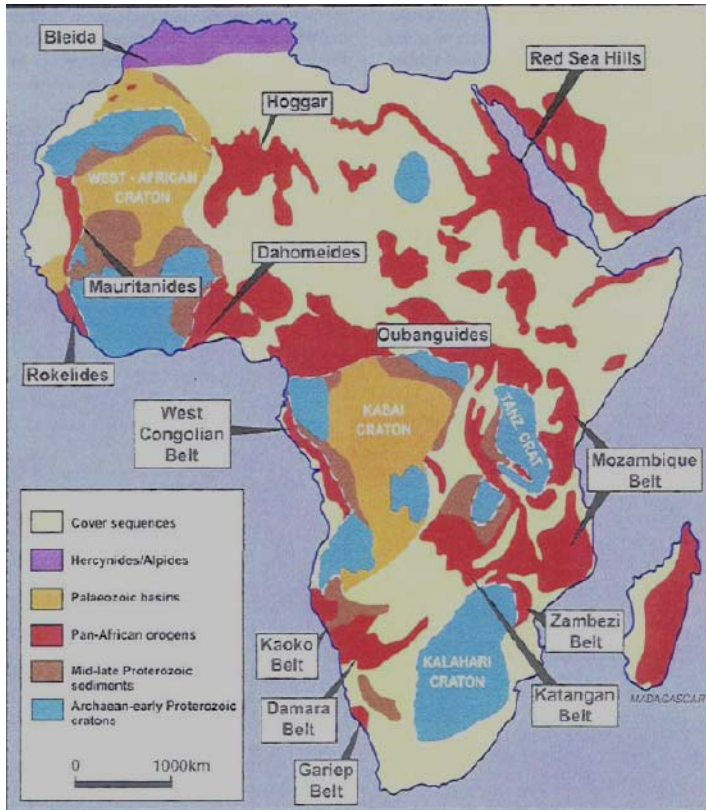 Bleida
Red Sea Hills
Hoggar
WEST - AFRICAN
CRATON
Dahomeides
Mauritanides
Oubanguides
Rokelides
West
Congolian
Belt
KASAI
CRATON
TANZ CRAT
Mozambique
Belt
Cover sequences
Hercynides/Alpides
Palaeozoic basins
Pan-African orogens
Mid-late Proterozoic
sediments
Archaean-early Proterozoic
cratons
0 1000km
Kaoko
Belt
Damara
Belt
Gariep
Belt
KALAHARI
CRATON
Zambezi
Belt
Katangan
Belt
MADAGASCAR